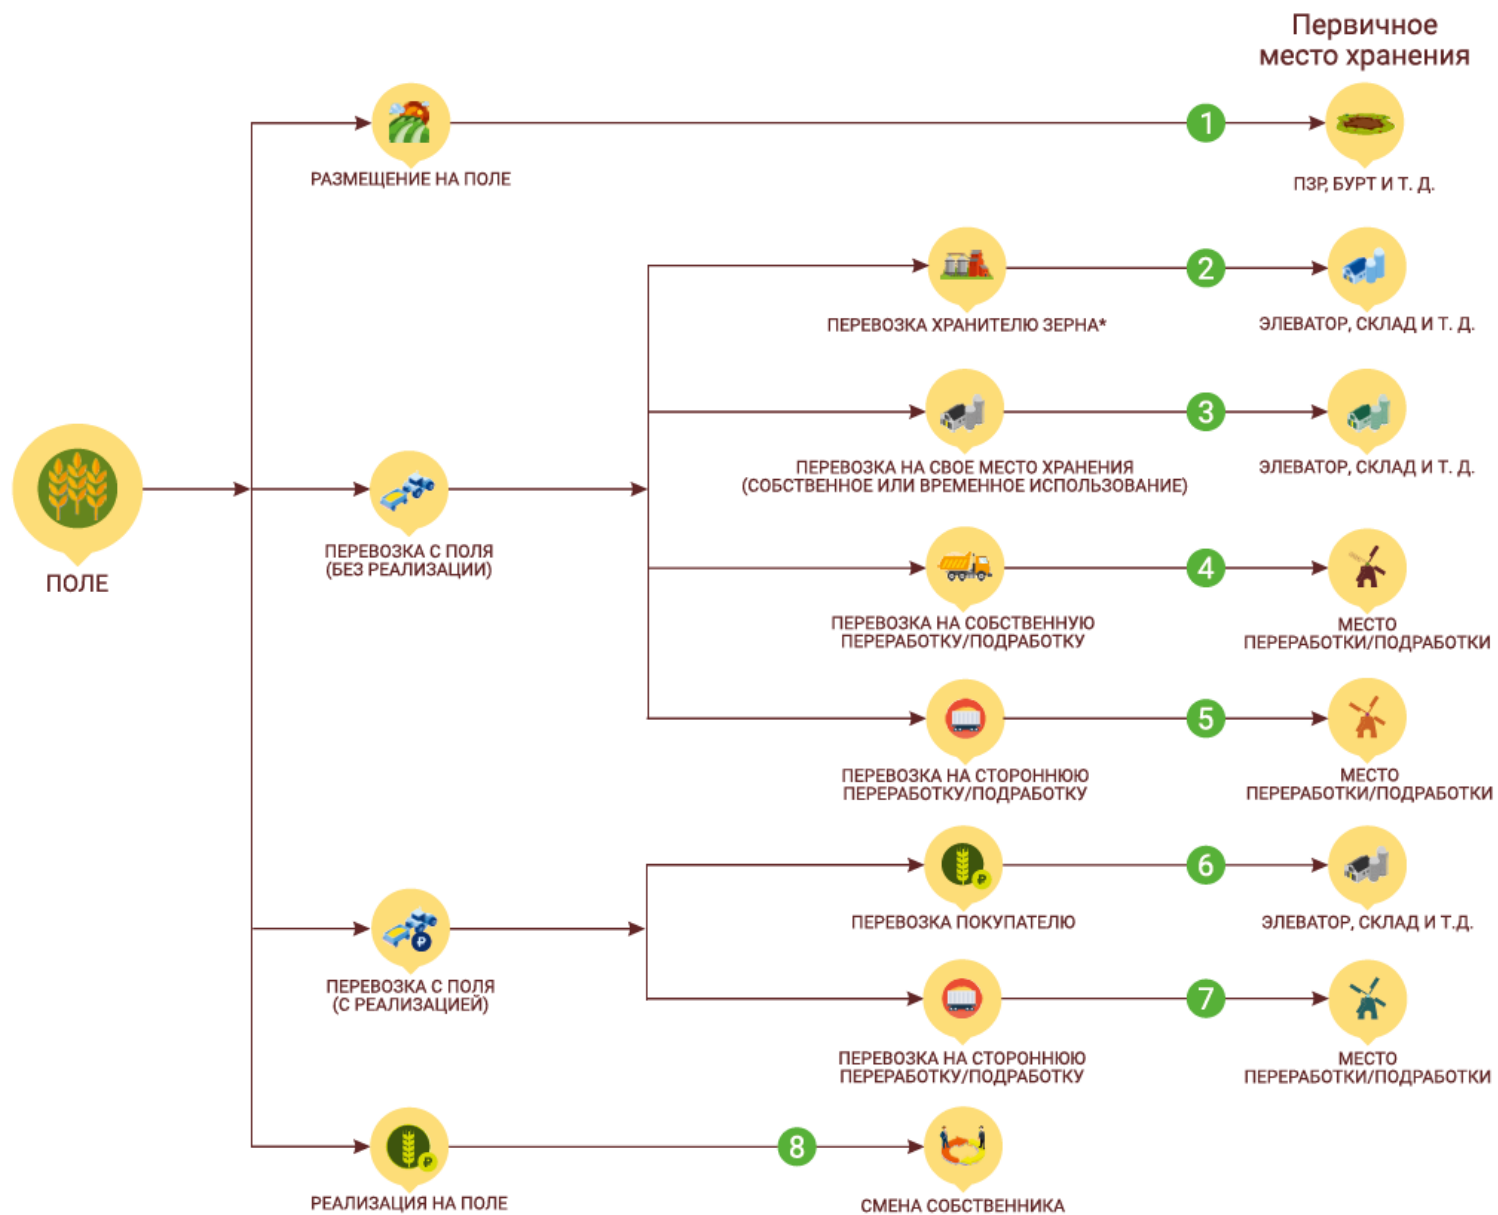 Первичное
место хранения
1
РАЗМЕЩЕНИЕ НА ПОЛЕ
ПЗР, БУРТ И Т. Д.
2
ПЕРЕВОЗКА ХРАНИТЕЛЮ ЗЕРНА*
ЭЛЕВАТОР, СКЛАД И Т. Д.
3
ПЕРЕВОЗКА НА СВОЕ МЕСТО ХРАНЕНИЯ
(СОБСТВЕННОЕ ИЛИ ВРЕМЕННОЕ ИСПОЛЬЗОВАНИЕ)
ЭЛЕВАТОР, СКЛАД И Т. Д.
ПОЛЕ
ПЕРЕВОЗКА С ПОЛЯ
(БЕЗ РЕАЛИЗАЦИИ)
4
ПЕРЕВОЗКА НА СОБСТВЕННУЮ
ПЕРЕРАБОТКУ/ПОДРАБОТКУ
МЕСТО
ПЕРЕРАБОТКИ/ПОДРАБОТКИ
5
ПЕРЕВОЗКА НА СТОРОННЮЮ
ПЕРЕРАБОТКУ/ПОДРАБОТКУ
МЕСТО
ПЕРЕРАБОТКИ/ПОДРАБОТКИ
₽
6
ПЕРЕВОЗКА ПОКУПАТЕЛЮ
ЭЛЕВАТОР, СКЛАД И Т.Д.
₽
ПЕРЕВОЗКА С ПОЛЯ
(С РЕАЛИЗАЦИЕЙ)
7
ПЕРЕВОЗКА НА СТОРОННЮЮ
ПЕРЕРАБОТКУ/ПОДРАБОТКУ
МЕСТО
ПЕРЕРАБОТКИ/ПОДРАБОТКИ
₽
8
РЕАЛИЗАЦИЯ НА ПОЛЕ
СМЕНА СОБСТВЕННИКА